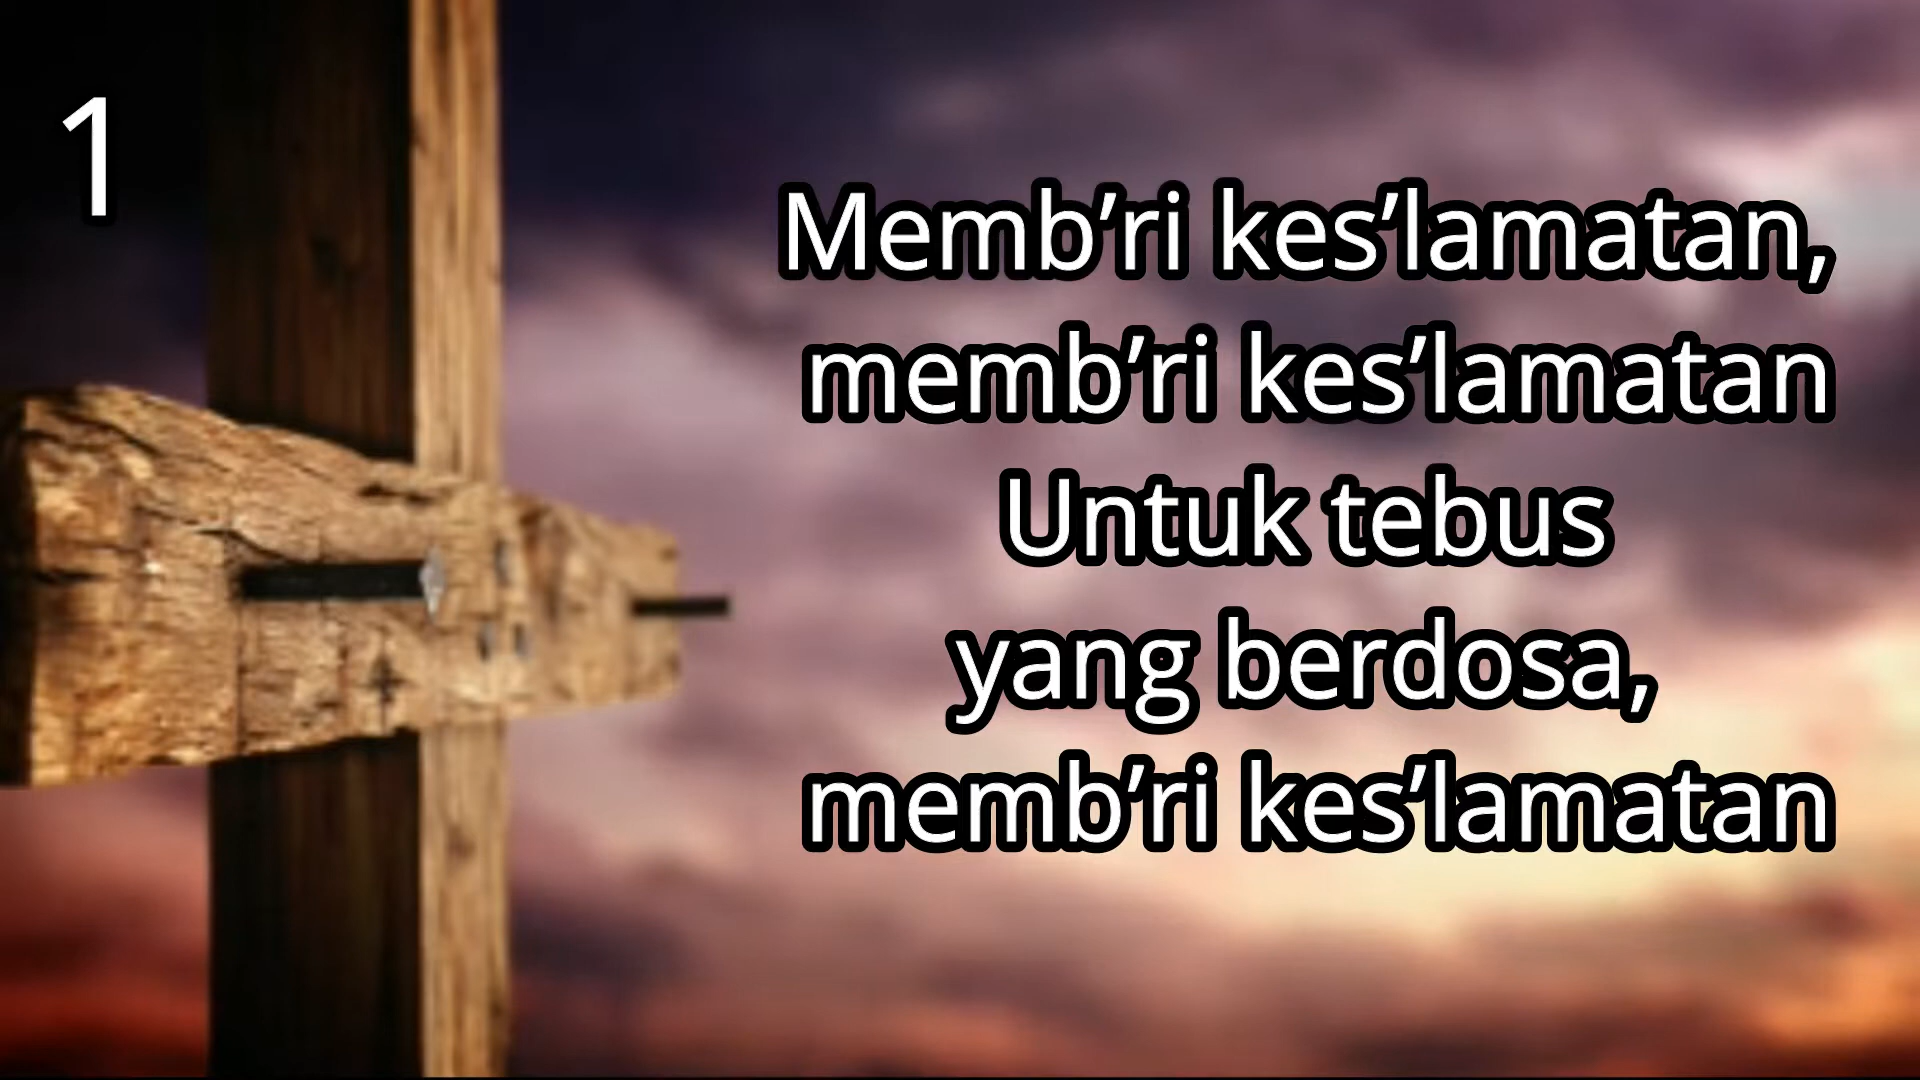 1
Memb’ri kes’lamatan,
memb’ri kes’lamatan
Untuk tebus
yang berdosa,
memb’ri kes’lamatan